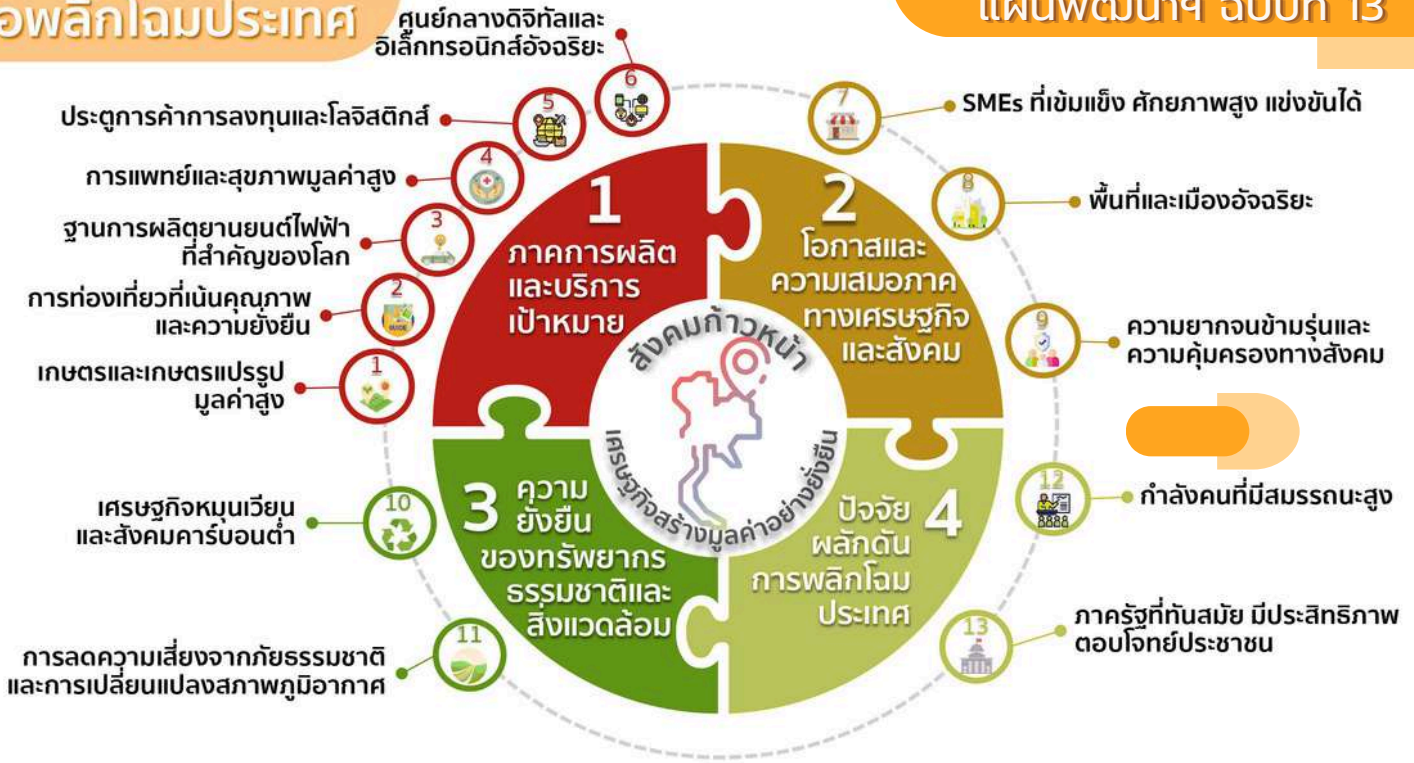 พลิกโฉมประเทศ
แผนพัฒนาฯ ฉบับที่ 13
6
ศูนย์กลางดิจิทัลและ
อิเล็กทรอนิกส์อัจฉริยะ
5
ประตูการค้าการลงทุนและโลจิสติกส์
4
การแพทย์และสุขภาพมูลค่าสูง
3
ฐานการผลิตยานยนต์ไฟฟ้า
ที่สำคัญของโลก
2
GUIDE
การท่องเที่ยวที่เน้นคุณภาพ
และความยั่งยืน
1
เกษตรและเกษตรแปรรูป
มูลค่าสูง
7
SMEs ที่เข้มแข็ง ศักยภาพสูง แข่งขันได้
8
พื้นที่และเมืองอัจฉริยะ
9
ความยากจนข้ามรุ่นและ
ความคุ้มครองทางสังคม
1
ภาคการผลิต
และบริการ
เป้าหมาย
2
โอกาสและ
ความเสมอภาค
ทางเศรษฐกิจ
และสังคม
สังคมก้าวหน้า
เศรษฐกิจสร้างมูลค่าอย่างยั่งยืน
3
ความ
ยั่งยืน
ของทรัพยากร
ธรรมชาติและ
สิ่งแวดล้อม
4
ปัจจัย
ผลักดัน
การพลิกโฉม
ประเทศ
10
เศรษฐกิจหมุนเวียน
และสังคมคาร์บอนต่ำ
11
การลดความเสี่ยงจากภัยธรรมชาติ
และการเปลี่ยนแปลงสภาพภูมิอากาศ
12
กำลังคนที่มีสมรรถนะสูง
13
ภาครัฐที่ทันสมัย มีประสิทธิภาพ
ตอบโจทย์ประชาชน